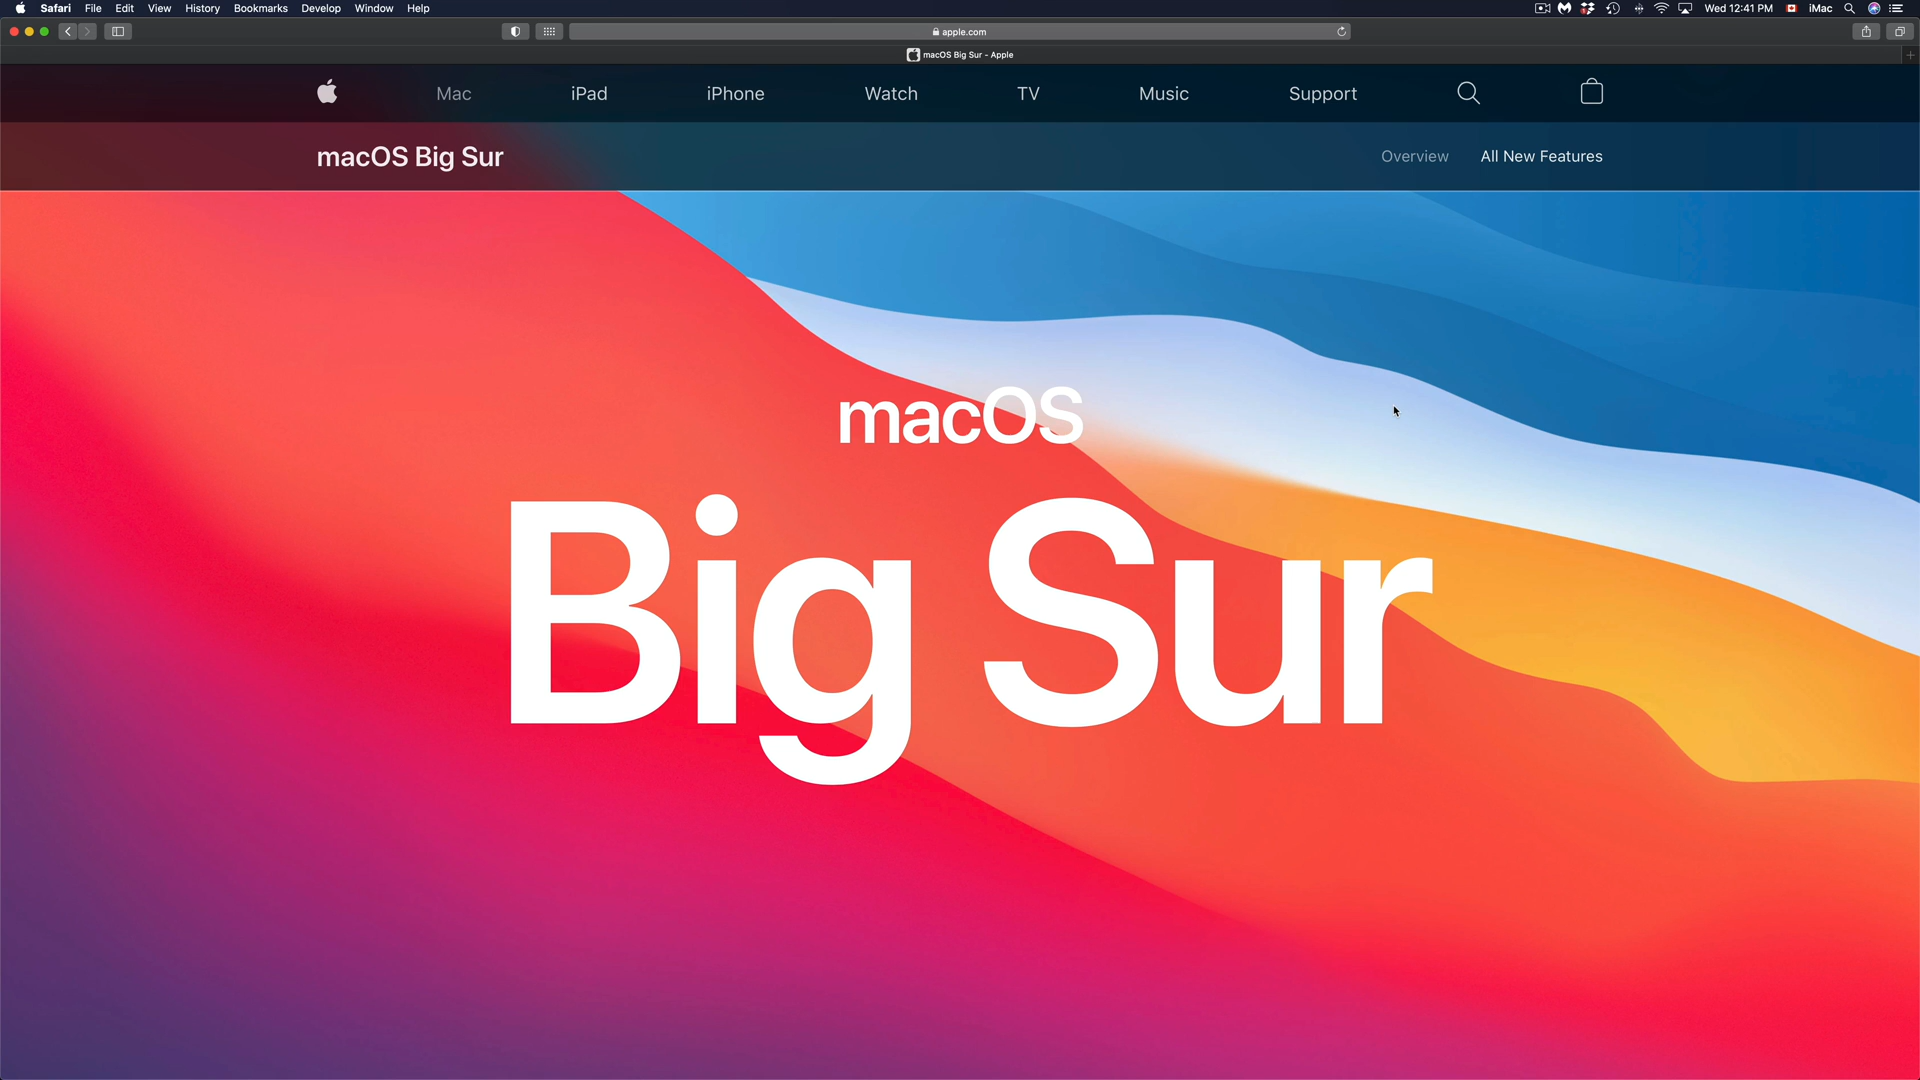 Safari File Edit View History Bookmarks Develop Window Help Wed 12:41 PM iMac
apple.com
macOS Big Sur - Apple
Mac iPad iPhone Watch TV Music Support
macOS Big Sur Overview All New Features
macOS
Big Sur